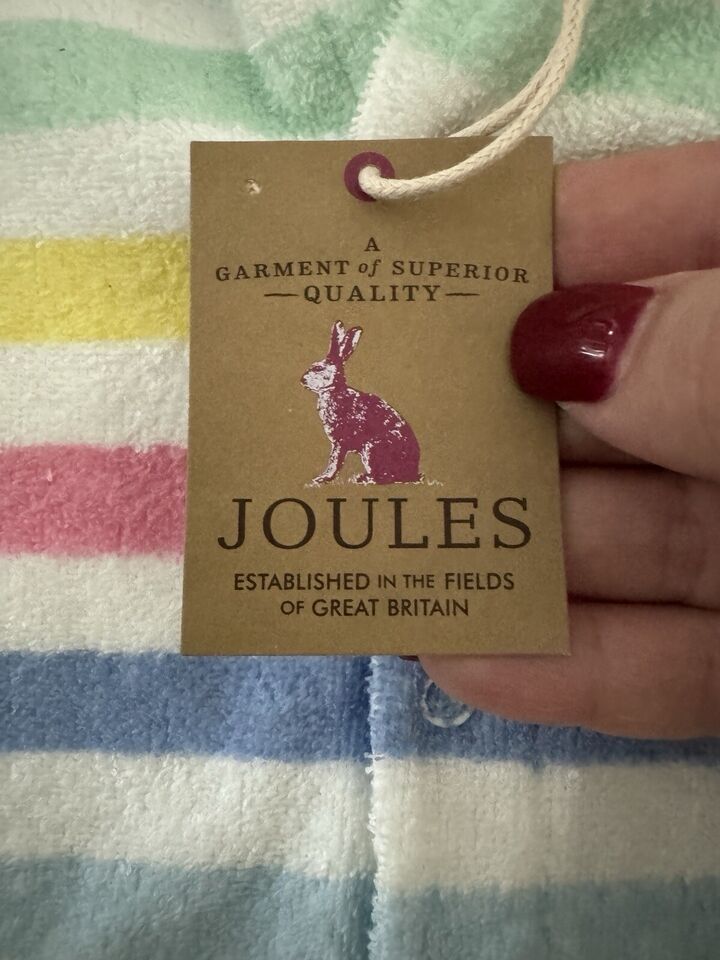 A
GARMENT of SUPERIOR
—QUALITY—
JOULES
ESTABLISHED IN THE FIELDS
OF GREAT BRITAIN